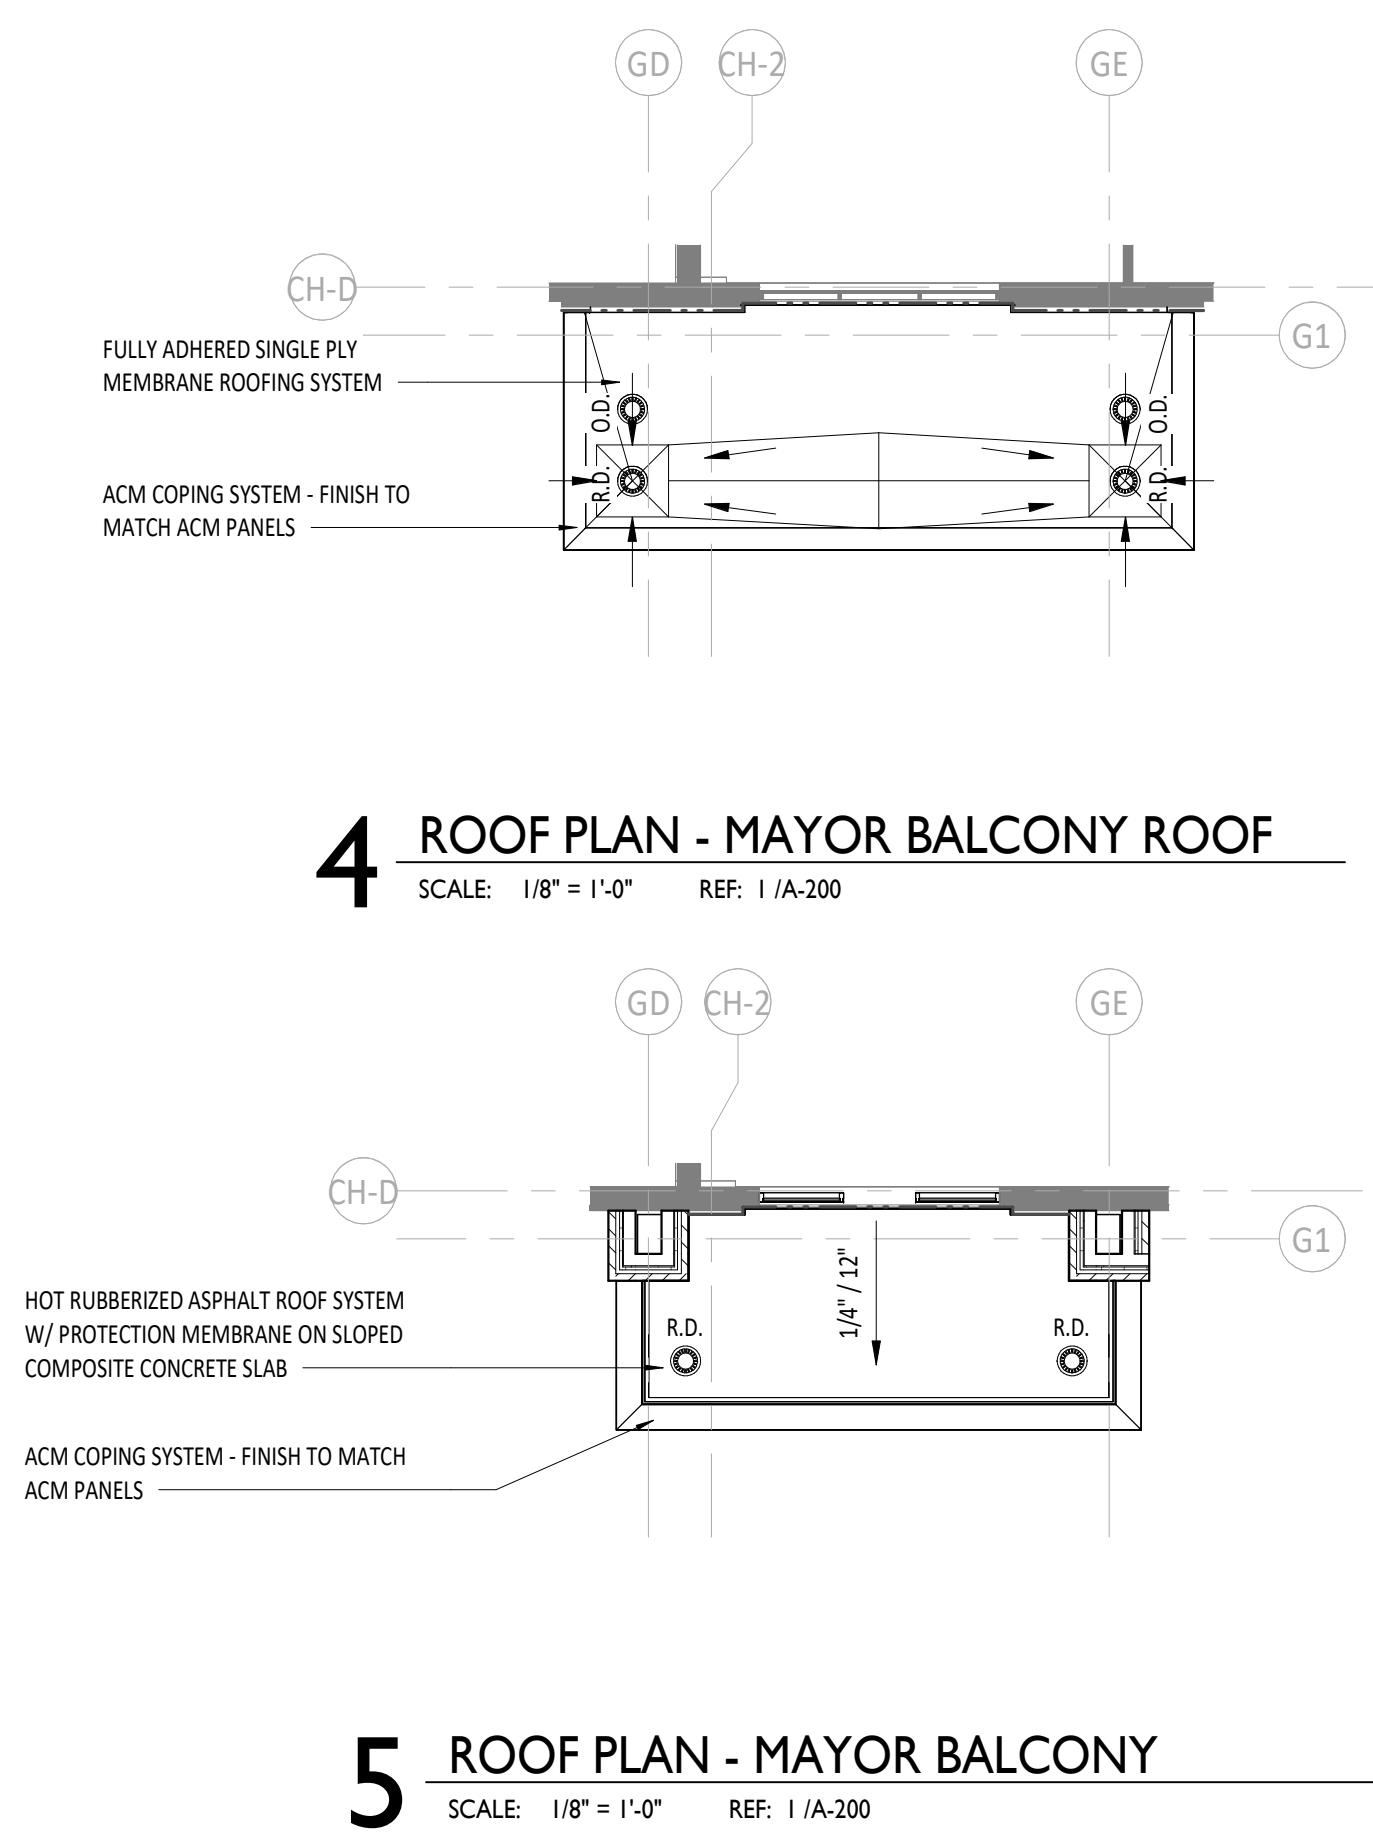 GD CH-2 GE
CH-D
G1
FULLY ADHERED SINGLE PLY
MEMBRANE ROOFING SYSTEM
O.D.
O.D.
R.D.
R.D.
ACM COPING SYSTEM - FINISH TO
MATCH ACM PANELS
4 ROOF PLAN - MAYOR BALCONY ROOF
SCALE: 1/8" = 1'-0" REF: 1 /A-200
GD CH-2 GE
CH-D
G1
1/4" / 12"
HOT RUBBERIZED ASPHALT ROOF SYSTEM
W/ PROTECTION MEMBRANE ON SLOPED
COMPOSITE CONCRETE SLAB
R.D.
R.D.
ACM COPING SYSTEM - FINISH TO MATCH
ACM PANELS
5 ROOF PLAN - MAYOR BALCONY
SCALE: 1/8" = 1'-0" REF: 1 /A-200